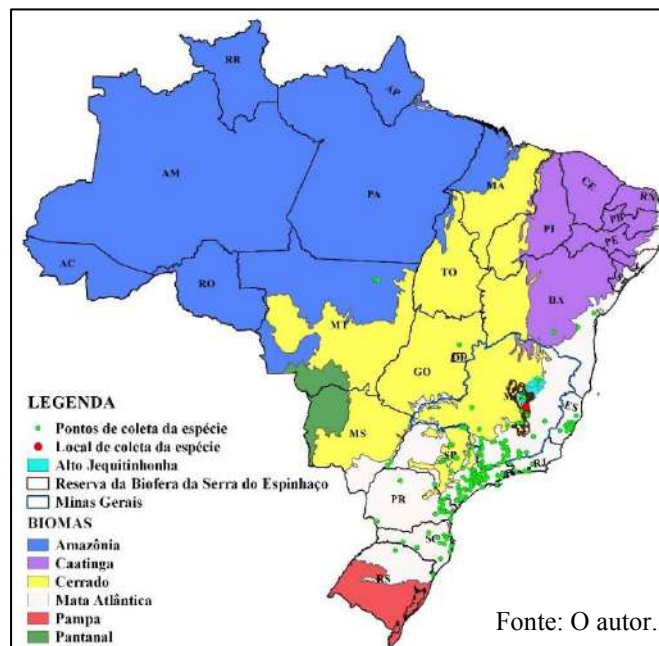 RR
AP
AM
PA
MA
CE
RN
PI
PB
PE
AC
TO
RO
BA
MT
GO
DF
MS
ES
SP
RJ
PR
SC
RS
LEGENDA
Pontos de coleta da espécie
Local de coleta da espécie
Alto Jequitinhonha
Reserva da Biofera da Serra do Espinhaço
Minas Gerais
BIOMAS
Amazônia
Caatinga
Cerrado
Mata Atlântica
Pampa
Pantanal
Fonte: O autor.